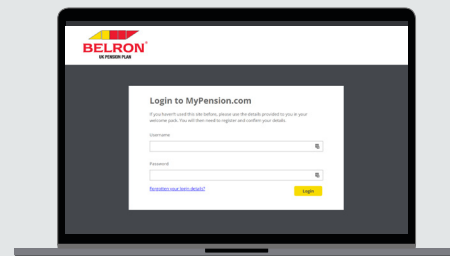 BELRON®
UK PENSION PLAN
Login to MyPension.com
If you haven't used this site before, please use the details provided to you in your
welcome park. You will then need to register and confirm your details
Username
Password
Forgotten your login details?
Login